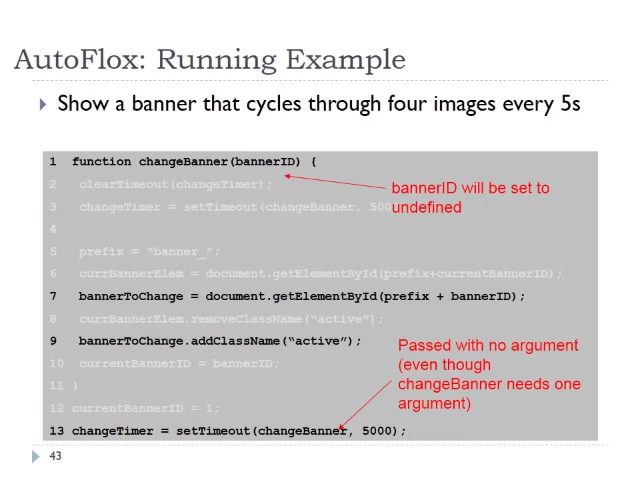 AutoFlox: Running Example
Show a banner that cycles through four images every 5s
1 function changeBanner(bannerID) {
2 clearTimeout(changeTimer);
3 changeTimer = setTimeout(changeBanner, 500
bannerID will be set to
undefined
4
5 prefix = “banner_”;
6 currBannerElem = document.getElementById(prefix+currentBannerID);
7 bannerToChange = document.getElementById(prefix + bannerID);
8 currBannerElem.removeClassName(“active”);
9 bannerToChange.addClassName(“active”);
10 currentBannerID = bannerID;
11 }
12 currentBannerID = 1;
Passed with no argument
(even though
changeBanner needs one
argument)
13 changeTimer = setTimeout(changeBanner, 5000);
43